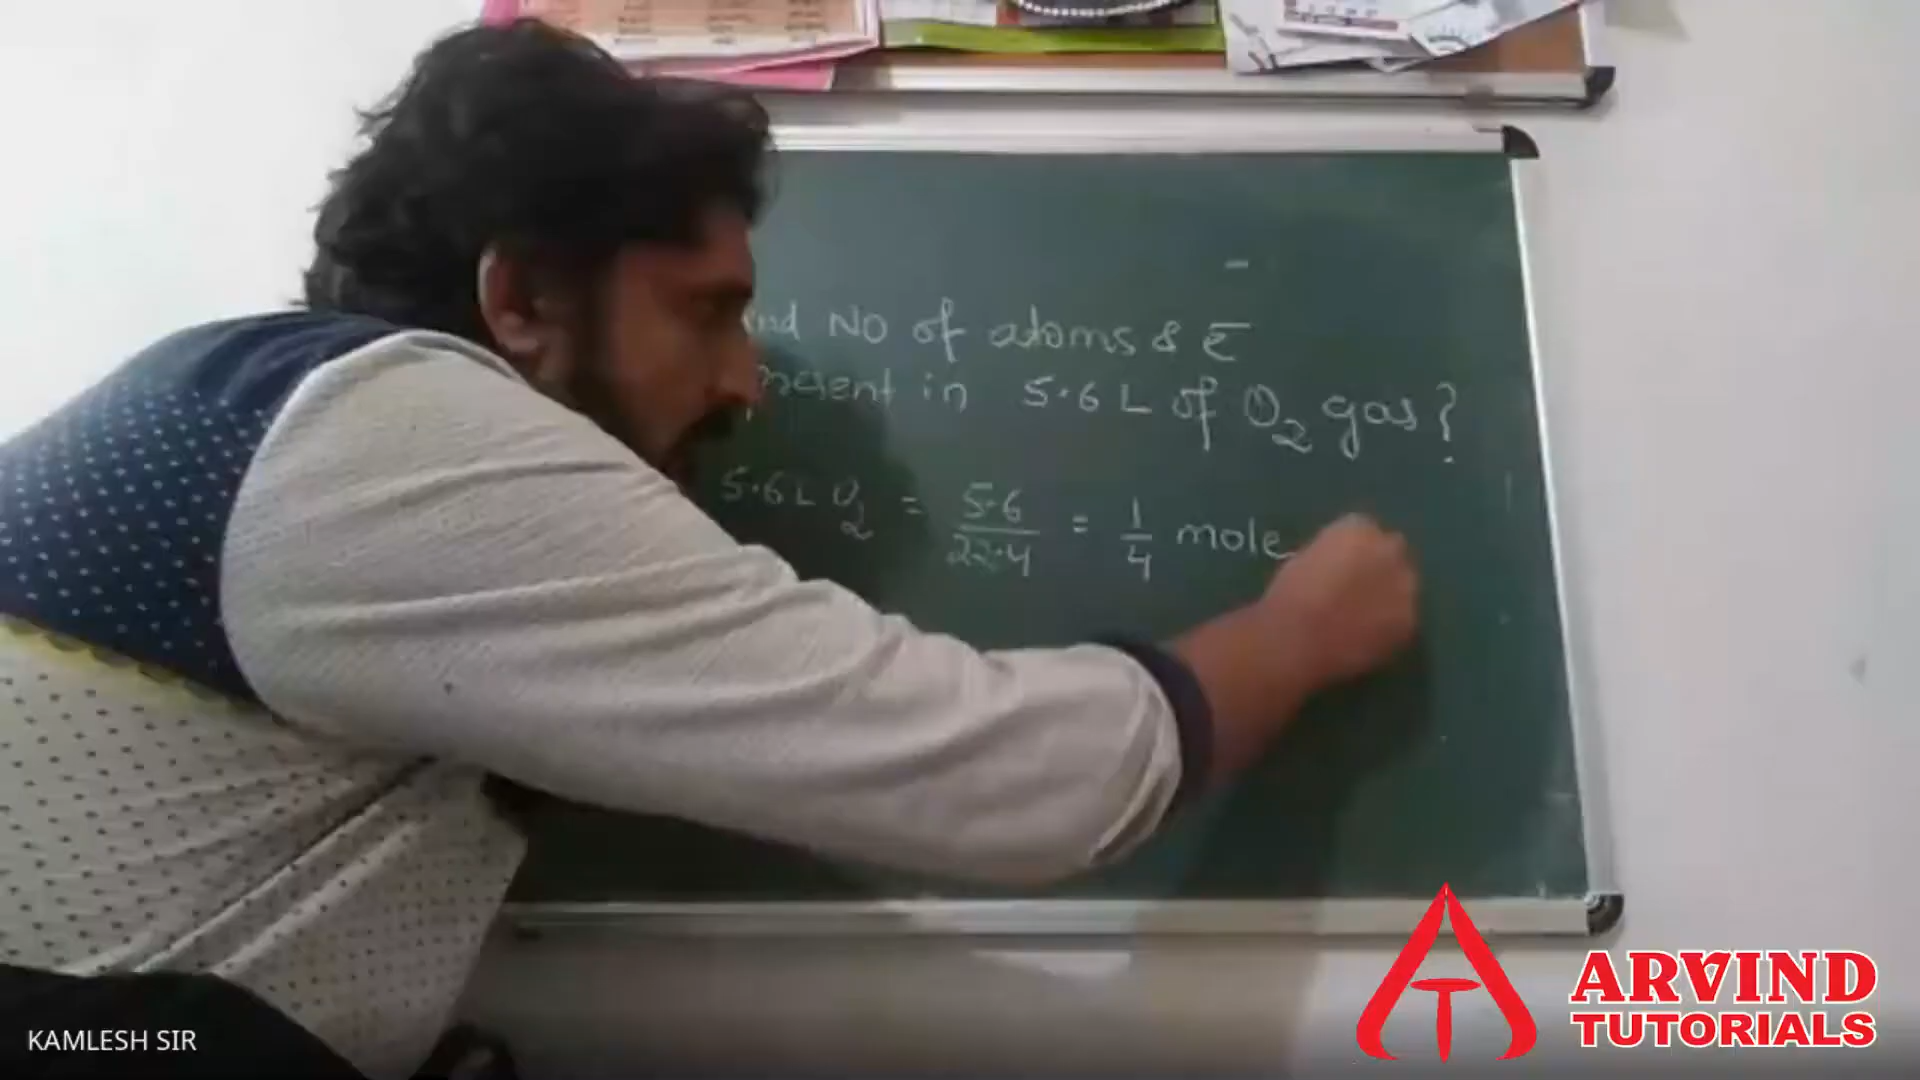 NO of atoms & e̅
present in 5.6 L of O₂ gas?
5.6 L O₂ = 5.6/22.4 = 1/4 mole
KAMLESH SIR
ARVIND
TUTORIALS